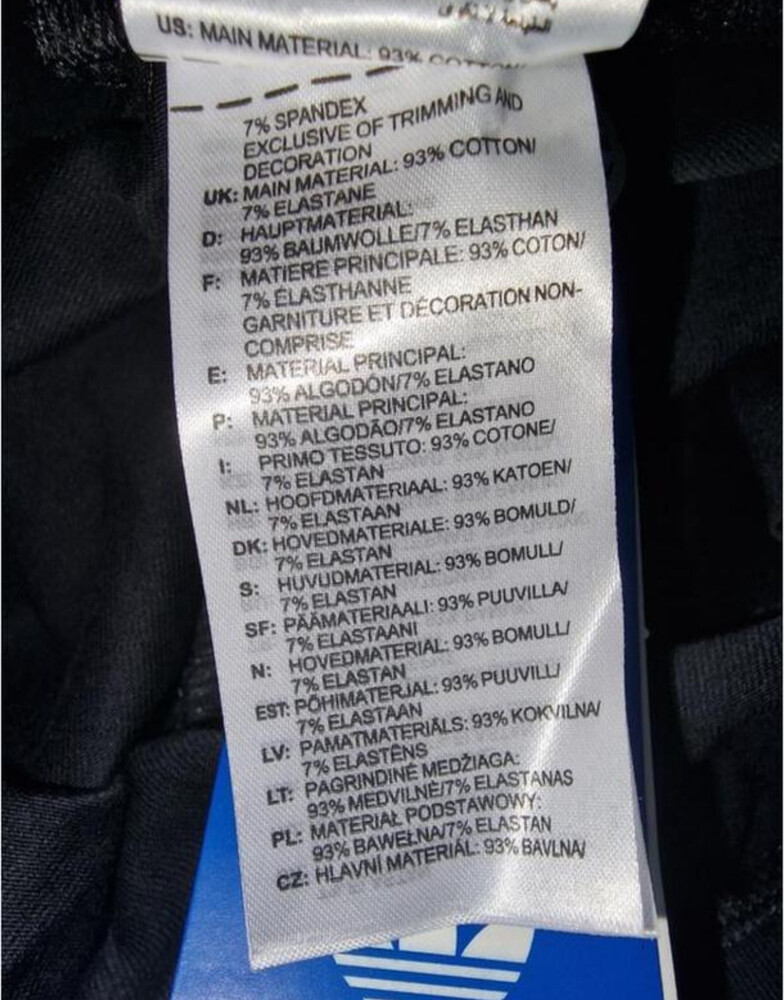 US: MAIN MATERIAL: 93% COTTON/
7% SPANDEX
EXCLUSIVE OF TRIMMING AND
DECORATION
UK: MAIN MATERIAL: 93% COTTON/
7% ELASTANE
D: HAUPTMATERIAL:
93% BAUMWOLLE/7% ELASTHAN
F: MATIERE PRINCIPALE: 93% COTON/
7% ÉLASTHANNE
GARNITURE ET DÉCORATION NON-
COMPRISE
E: MATERIAL PRINCIPAL:
93% ALGODÓN/7% ELASTANO
P: MATERIAL PRINCIPAL:
93% ALGODÃO/7% ELASTANO
I: PRIMO TESSUTO: 93% COTONE/
7% ELASTAN
NL: HOOFDMATERIAAL: 93% KATOEN/
7% ELASTAAN
DK: HOVEDMATERIALE: 93% BOMULD/
7% ELASTAN
S: HUVUDMATERIAL: 93% BOMULL/
7% ELASTAN
SF: PÄÄMATERIAALI: 93% PUUVILLA/
7% ELASTAANI
N: HOVEDMATERIAL: 93% BOMULL/
7% ELASTAN
EST: PÕHIMATERJAL: 93% PUUVILL/
7% ELASTAAN
LV: PAMATMATERIĀLS: 93% KOKVILNA/
7% ELASTĒNS
LT: PAGRINDINĖ MEDŽIAGA:
93% MEDVILNĖ/7% ELASTANAS
PL: MATERIAŁ PODSTAWOWY:
93% BAWEŁNA/7% ELASTAN
CZ: HLAVNÍ MATERIÁL: 93% BAVLNA/